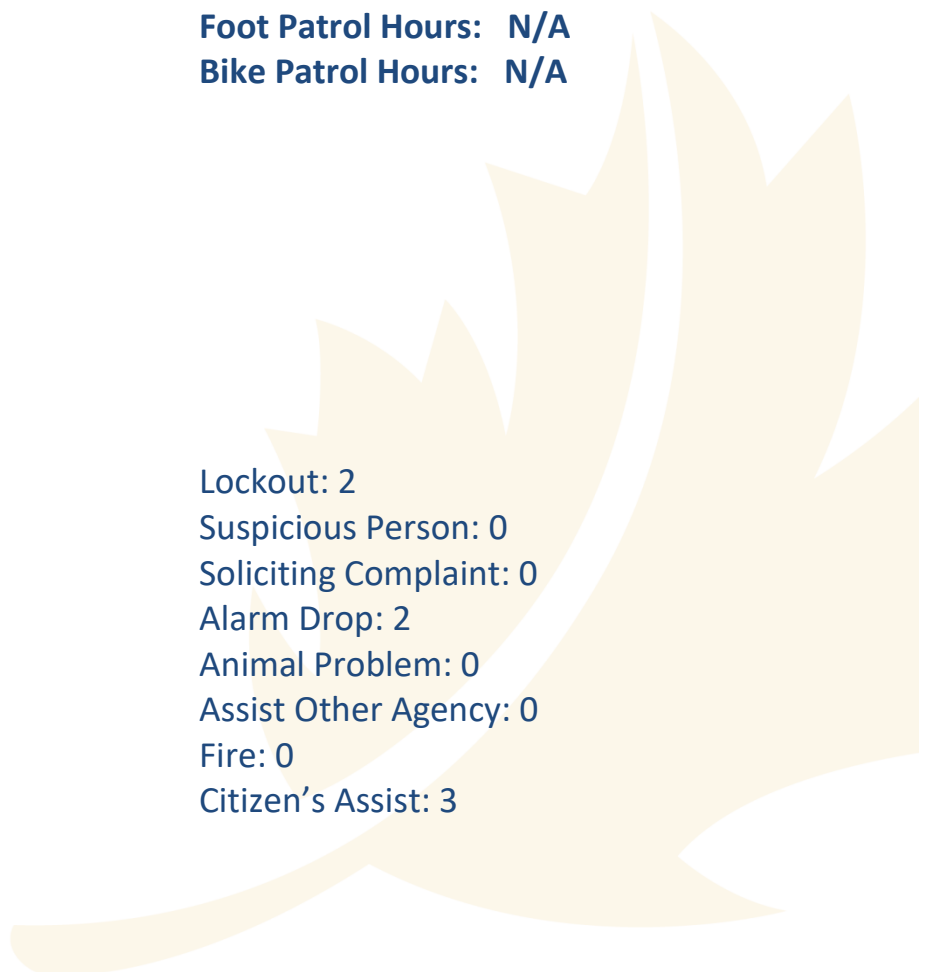 Foot Patrol Hours:   N/A
Bike Patrol Hours:   N/A
Lockout: 2
Suspicious Person: 0
Soliciting Complaint: 0
Alarm Drop: 2
Animal Problem: 0
Assist Other Agency: 0
Fire: 0
Citizen’s Assist: 3